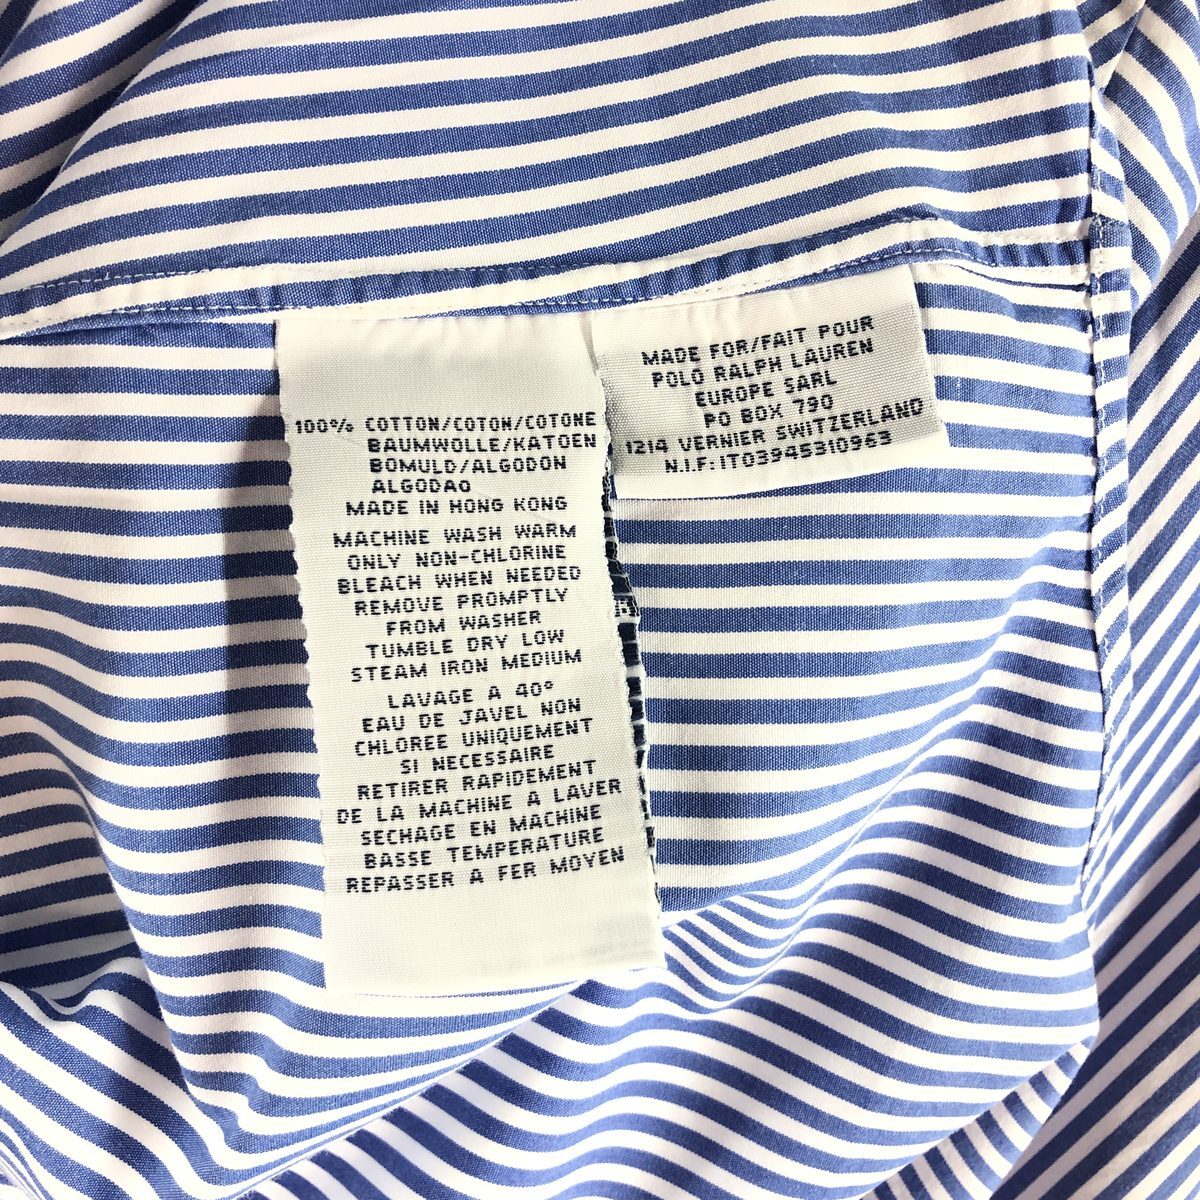 100% COTTON/COTON/COTONE
BAUMWOLLE/KATOEN
BOMULD/ALGODON
ALGODAO
MADE IN HONG KONG
MACHINE WASH WARM
ONLY NON-CHLORINE
BLEACH WHEN NEEDED
REMOVE PROMPTLY
FROM WASHER
TUMBLE DRY LOW
STEAM IRON MEDIUM
LAVAGE A 40°
EAU DE JAVEL NON
CHLOREE UNIQUEMENT
SI NECESSAIRE
RETIRER RAPIDEMENT
DE LA MACHINE A LAVER
SECHAGE EN MACHINE
BASSE TEMPERATURE
REPASSER A FER MOYEN
MADE FOR/FAIT POUR
POLO RALPH LAUREN
EUROPE SARL
PO BOX 790
1214 VERNIER SWITZERLAND
N.I.F:IT03945310963